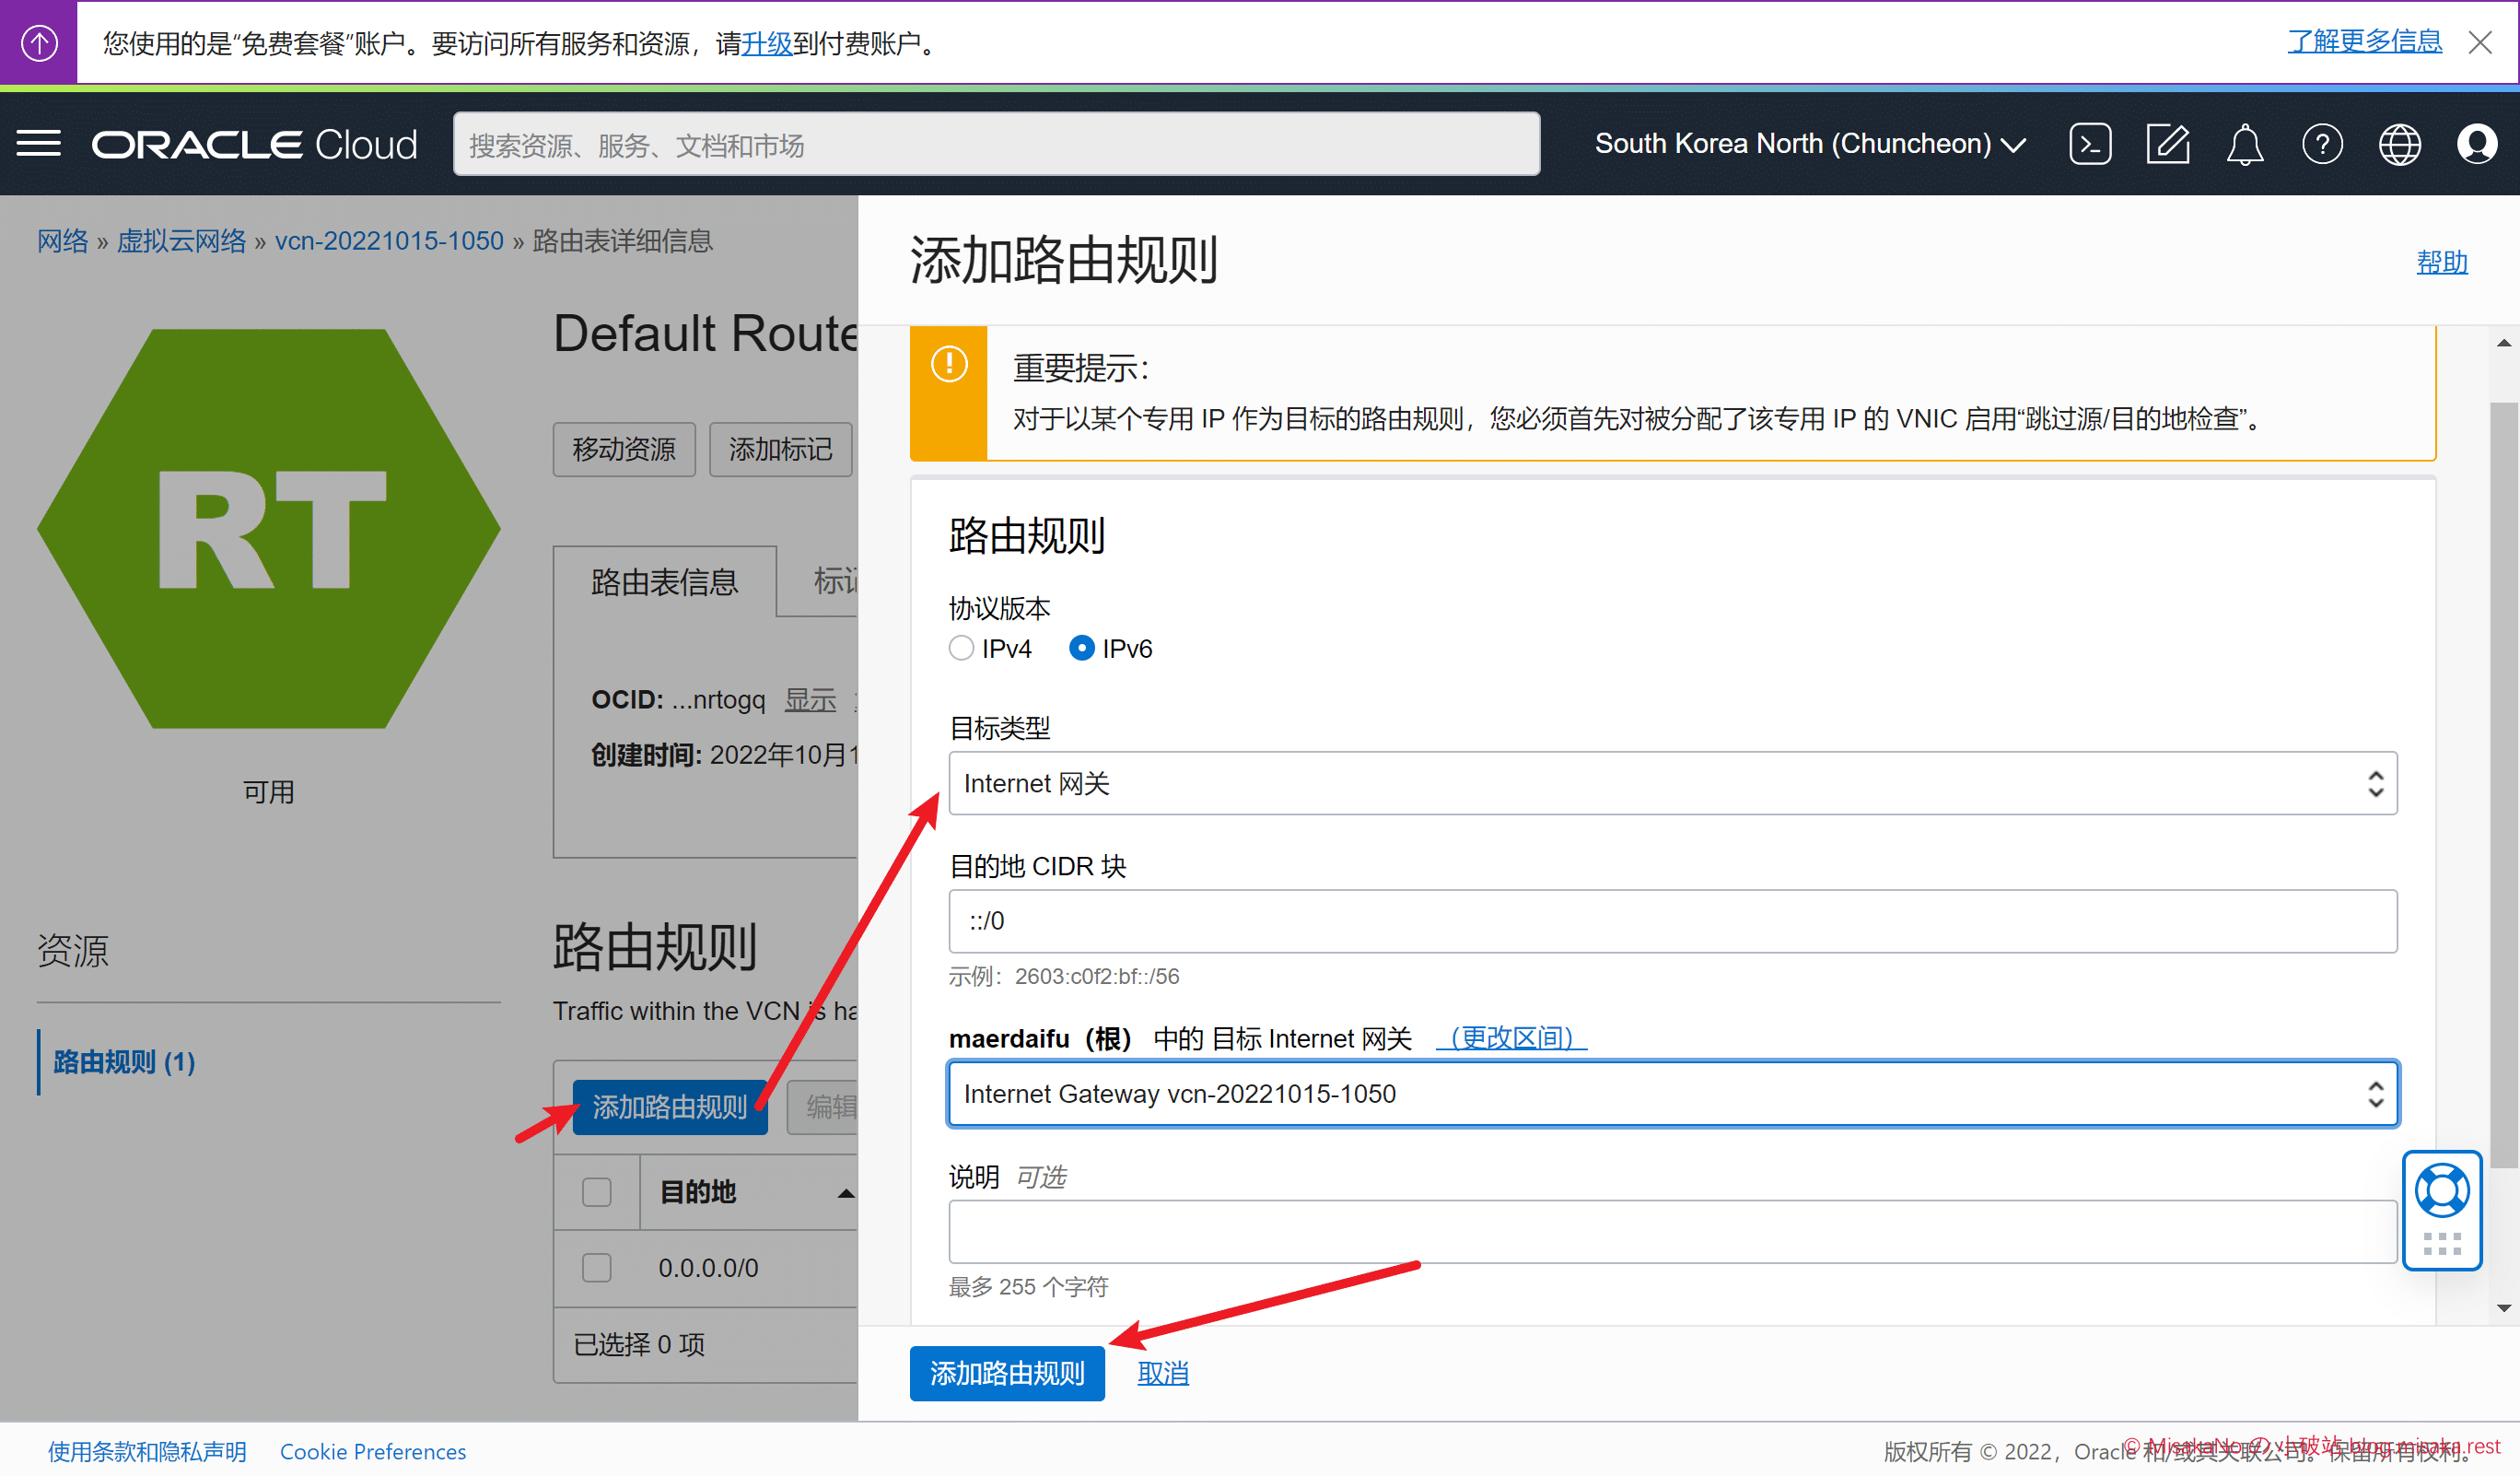 您使用的是“免费套餐”账户。要访问所有服务和资源，请升级到付费账户。
了解更多信息
ORACLE Cloud
搜索资源、服务、文档和市场
South Korea North (Chuncheon)
网络 » 虚拟云网络 » vcn-20221015-1050 » 路由表详细信息
RT
可用
Default Route
移动资源
添加标记
路由表信息
标记
OCID: ...nrtogq 显示
创建时间: 2022年10月1
资源
路由规则 (1)
路由规则
Traffic within the VCN is ha
添加路由规则
编辑
目的地
0.0.0.0/0
已选择 0 项
添加路由规则
帮助
重要提示：
对于以某个专用 IP 作为目标的路由规则，您必须首先对被分配了该专用 IP 的 VNIC 启用“跳过源/目的地检查”。
路由规则
协议版本
IPv4
IPv6
目标类型
Internet 网关
目的地 CIDR 块
::/0
示例：2603:c0f2:bf::/56
maerdaifu（根） 中的 目标 Internet 网关 （更改区间）
Internet Gateway vcn-20221015-1050
说明 可选
最多 255 个字符
添加路由规则
取消
使用条款和隐私声明
Cookie Preferences
版权所有 © 2022，Oracle 和/或其关联公司。保留所有权利。
© MisakaNo の 小破站 blog.misaka.rest